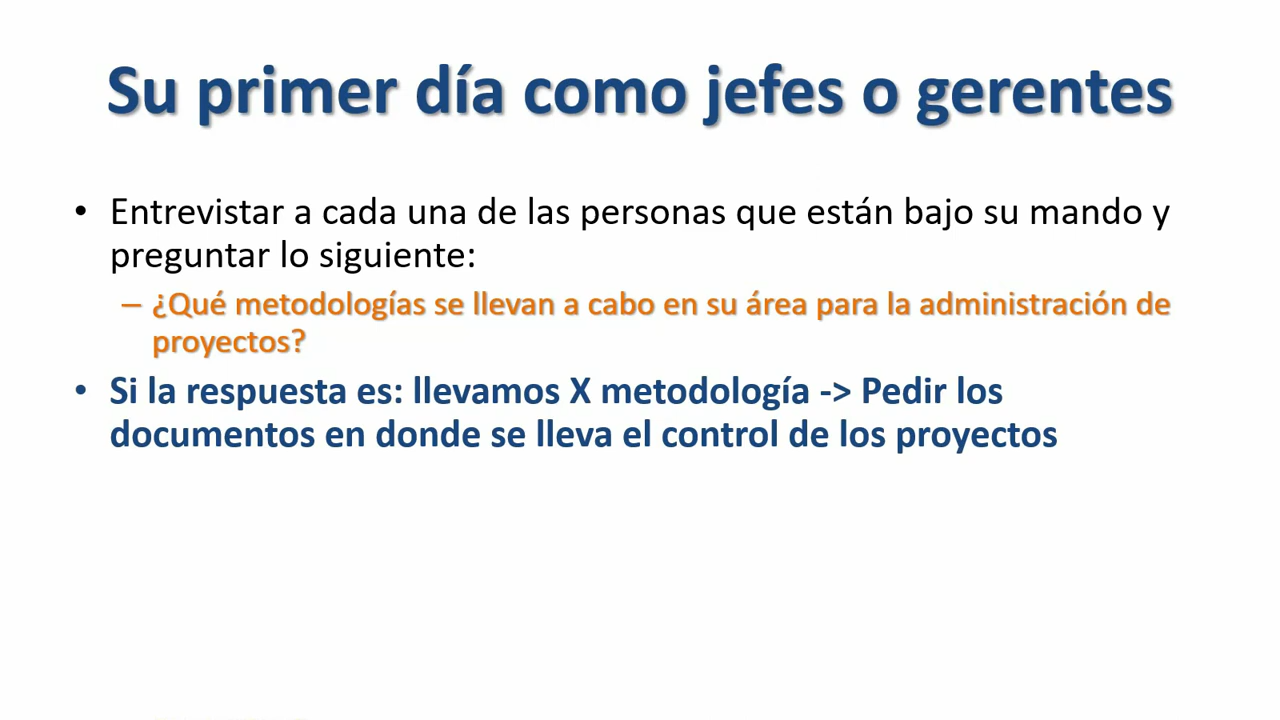 Su primer día como jefes o gerentes
• Entrevistar a cada una de las personas que están bajo su mando y
preguntar lo siguiente:
– ¿Qué metodologías se llevan a cabo en su área para la administración de
proyectos?
• Si la respuesta es: llevamos X metodología -> Pedir los
documentos en donde se lleva el control de los proyectos